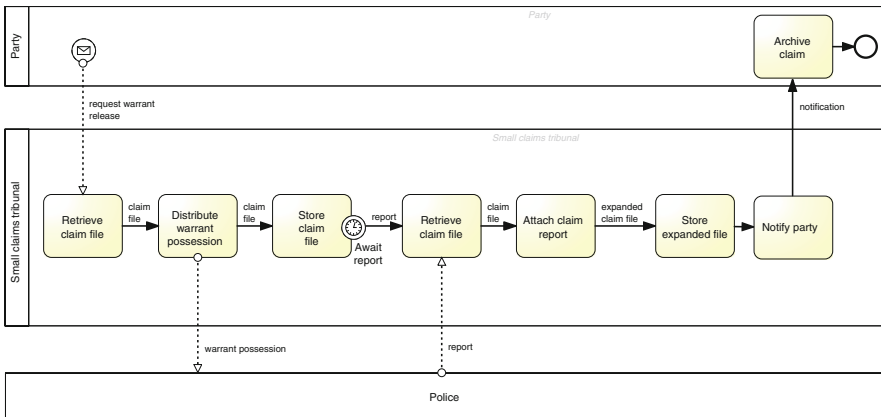 Party
Party
Archive
claim
request warrant
release
notification
Small claims tribunal
Small claims tribunal
Retrieve
claim file
claim
file
Distribute
warrant
possession
claim
file
Store
claim
file
Await
report
report
Retrieve
claim file
claim
file
Attach claim
report
expanded
claim file
Store
expanded file
Notify party
warrant possession
report
Police